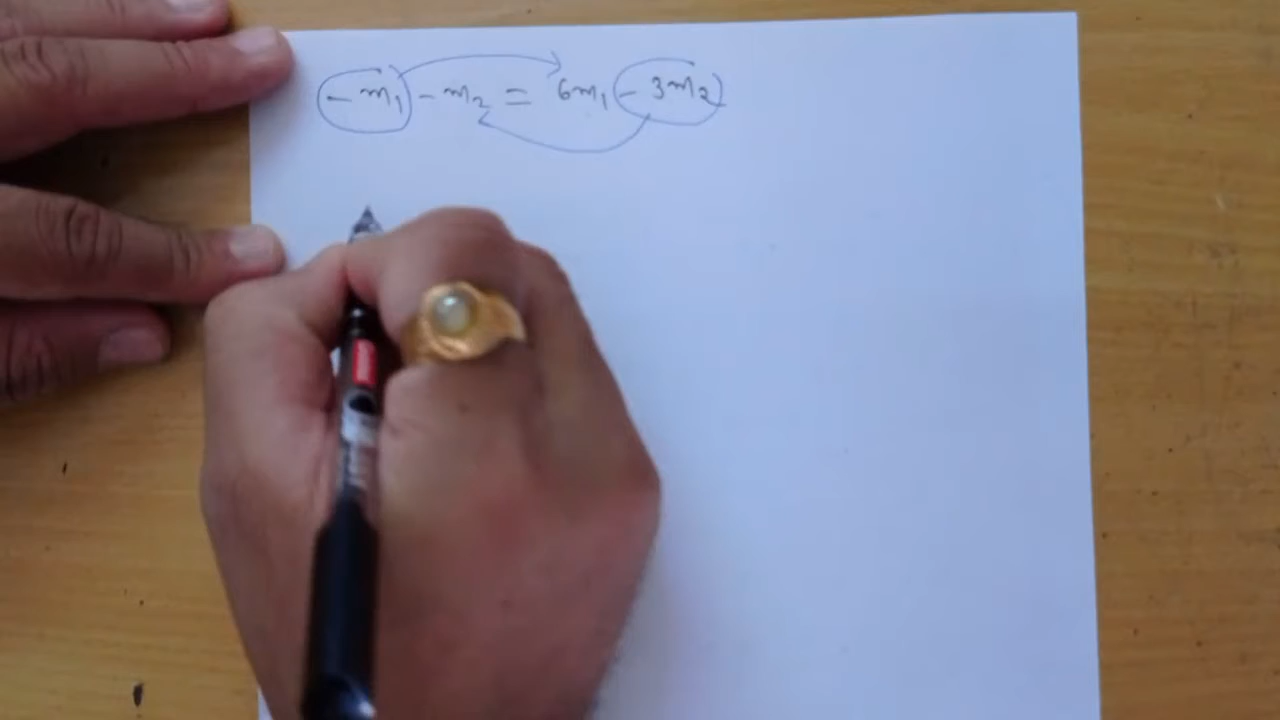 - m₁ - m₂ = 6m₁ - 3m₂